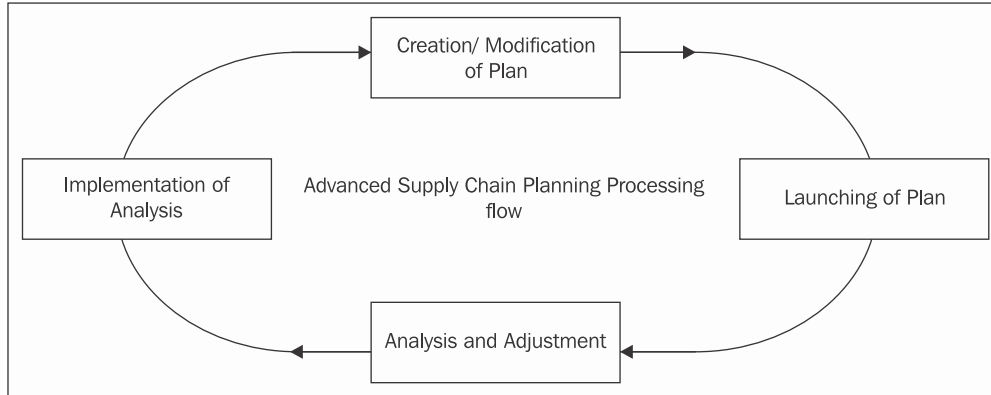 Creation/ Modification
of Plan
Implementation of
Analysis
Advanced Supply Chain Planning Processing
flow
Launching of Plan
Analysis and Adjustment